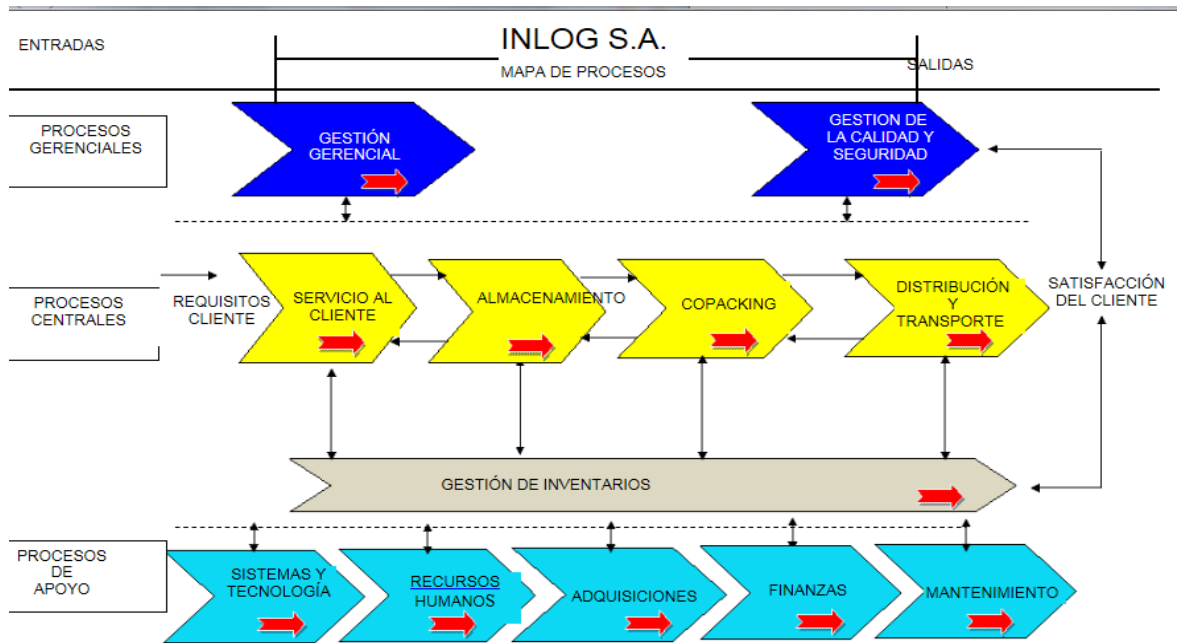 ENTRADAS
INLOG S.A.
MAPA DE PROCESOS
SALIDAS
PROCESOS
GERENCIALES
GESTIÓN
GERENCIAL
GESTION DE
LA CALIDAD Y
SEGURIDAD
PROCESOS
CENTRALES
REQUISITOS
CLIENTE
SERVICIO AL
CLIENTE
ALMACENAMIENTO
COPACKING
DISTRIBUCIÓN
Y
TRANSPORTE
SATISFACCIÓN
DEL CLIENTE
GESTIÓN DE INVENTARIOS
PROCESOS
DE
APOYO
SISTEMAS Y
TECNOLOGÍA
RECURSOS
HUMANOS
ADQUISICIONES
FINANZAS
MANTENIMIENTO